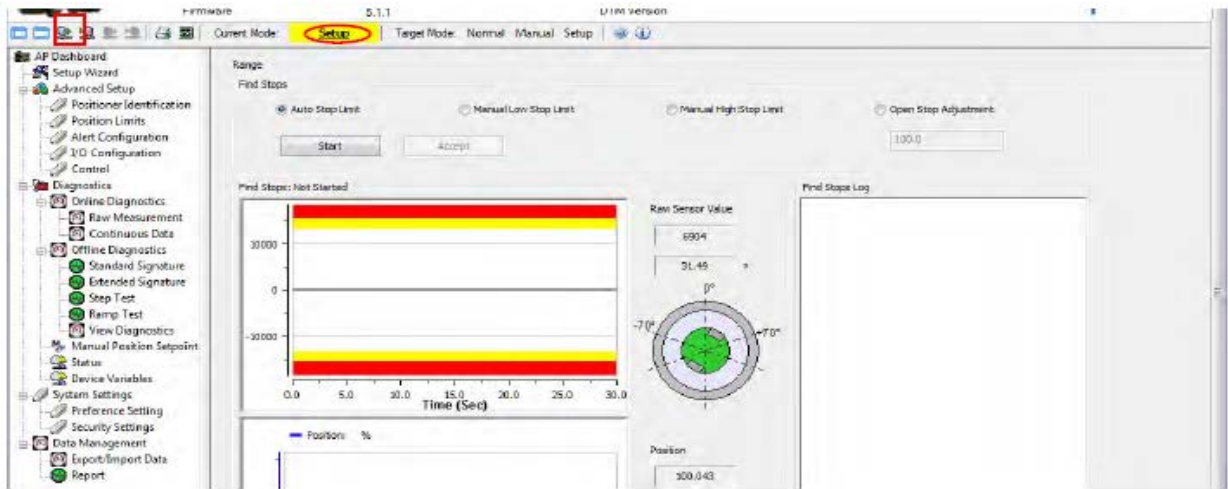 Firmware 5.1.1 DTM Version
Current Mode: Setup Target Mode: Normal Manual Setup
AP Dashboard
Setup Wizard
Advanced Setup
Positioner Identification
Position Limits
Alert Configuration
I/O Configuration
Control
Diagnostics
Online Diagnostics
Raw Measurement
Continuous Data
Offline Diagnostics
Standard Signature
Extended Signature
Step Test
Ramp Test
View Diagnostics
Manual Position Setpoint
Status
Device Variables
System Settings
Preference Setting
Security Settings
Data Management
Export/Import Data
Report
Range
Find Stops
Auto Stop Limit
Manual Low Stop Limit
Manual High Stop Limit
Open Stop Adjustment
Start
Accept
100.0
Find Stops: Not Started
10000
0
-10000
0.0 5.0 10.0 15.0 20.0 25.0 30.0
Time (Sec)
Position: %
Raw Sensor Value
6904
31.49 °
0°
-70°
+70°
Position
100.043
Find Stops Log